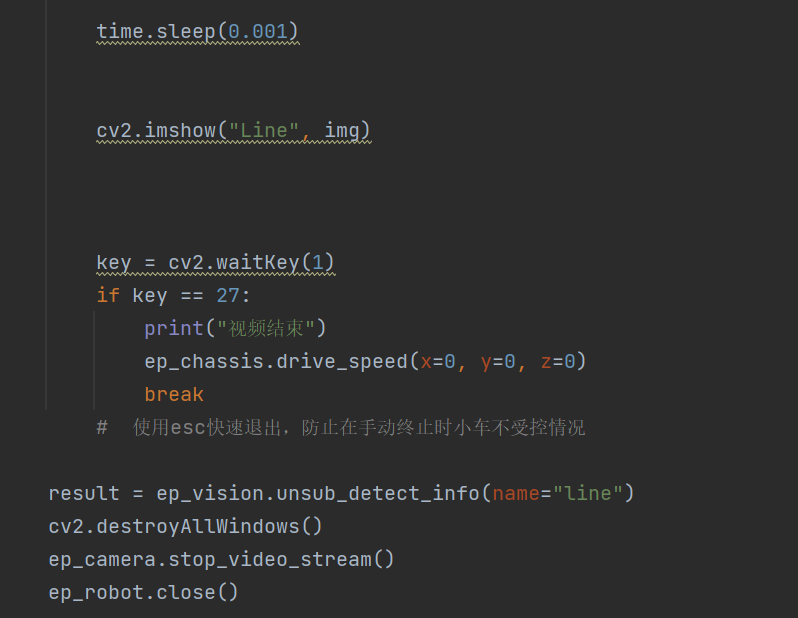 time.sleep(0.001)
cv2.imshow("Line", img)
key = cv2.waitKey(1)
if key == 27:
print("视频结束")
ep_chassis.drive_speed(x=0, y=0, z=0)
break
#  使用esc快速退出，防止在手动终止时小车不受控情况
result = ep_vision.unsub_detect_info(name="line")
cv2.destroyAllWindows()
ep_camera.stop_video_stream()
ep_robot.close()